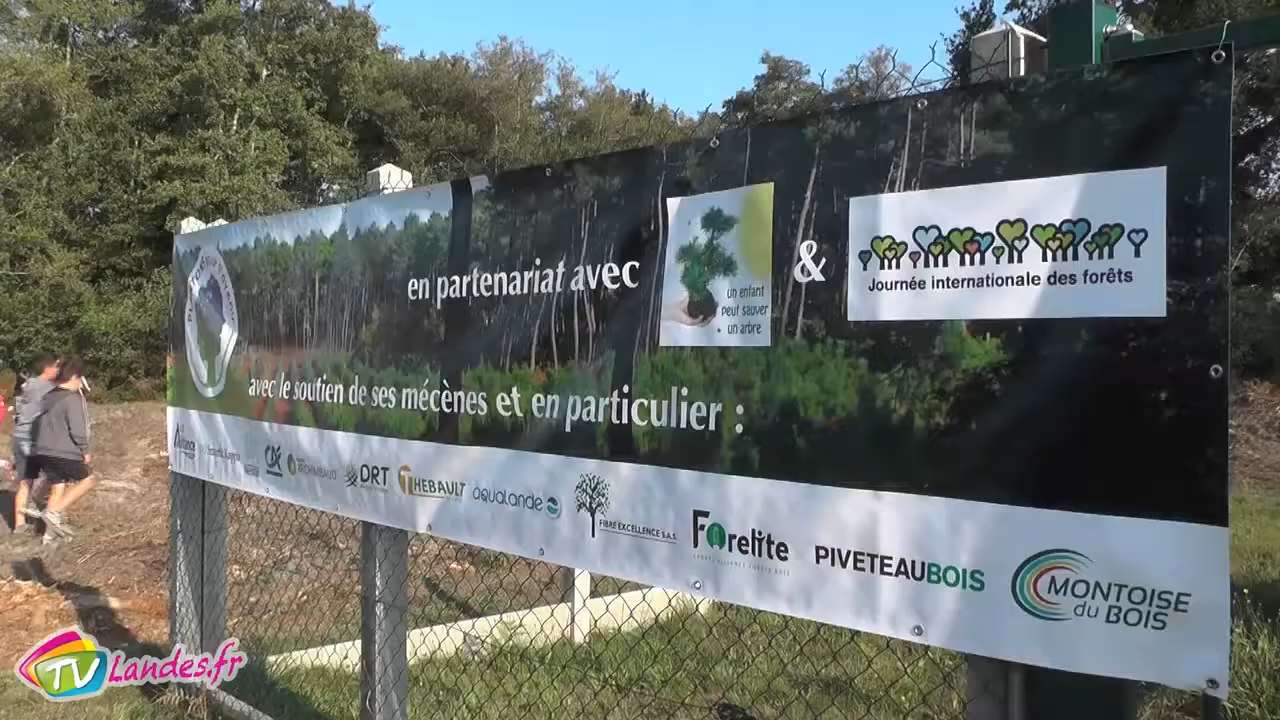 en partenariat avec
un enfant
peut sauver
un arbre
&
Journée internationale des forêts
avec le soutien de ses mécènes et en particulier :
Alliance
DRT
THEBAULT
aqualande
FIBRE EXCELLENCE S.A.S
Forelite
PIVETEAUBOIS
MONTOISE
du BOIS
TV Landes.fr